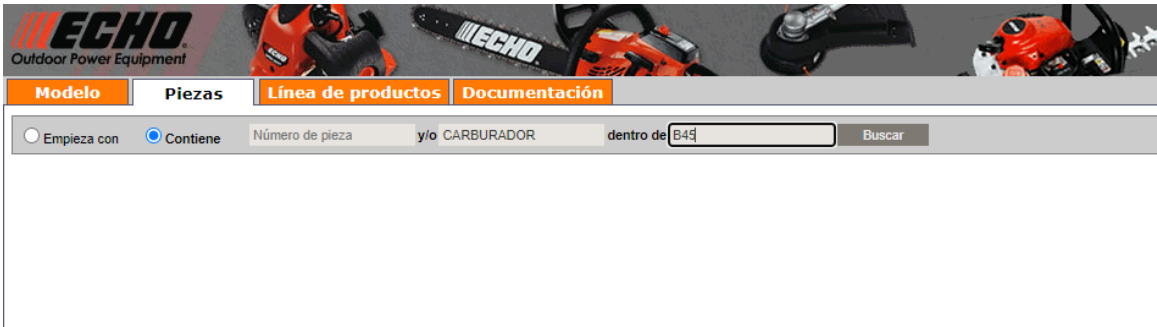 ECHO.
Outdoor Power Equipment
ECHO
ECHO
Modelo Piezas Línea de productos Documentación
Empieza con Contiene Número de pieza y/o CARBURADOR dentro de B45 Buscar